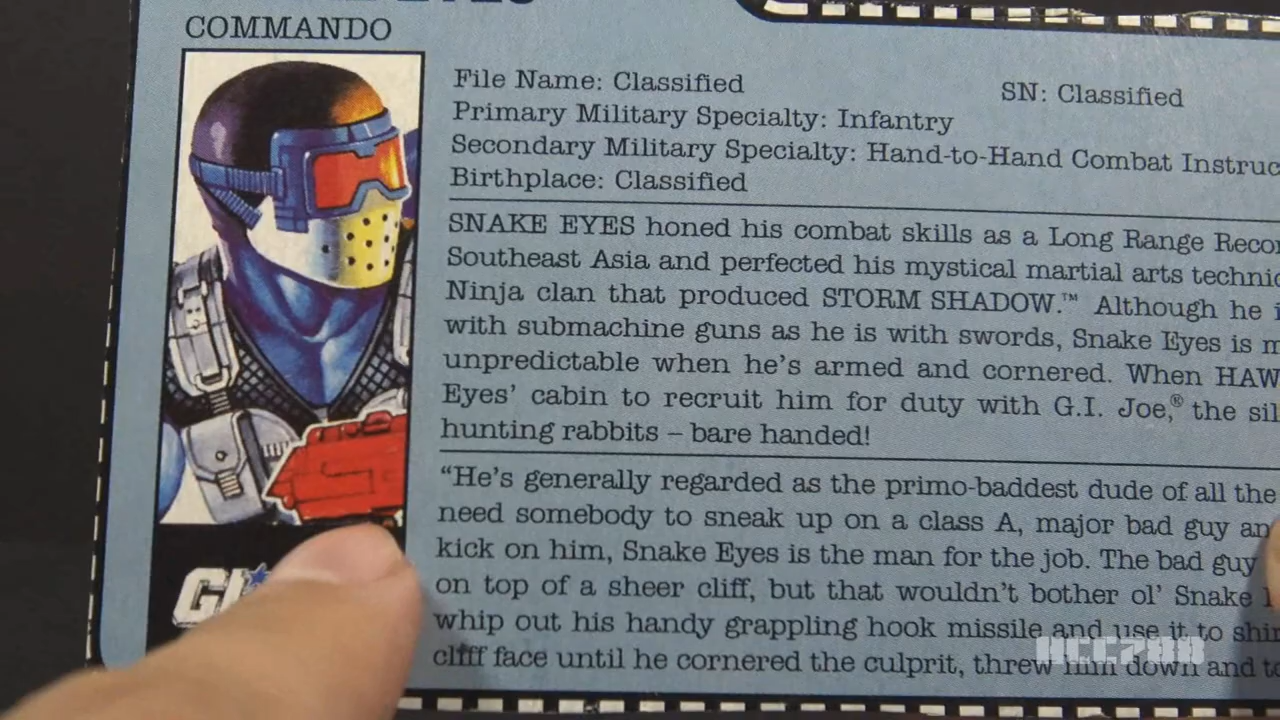 COMMANDO
File Name: Classified
SN: Classified
Primary Military Specialty: Infantry
Secondary Military Specialty: Hand-to-Hand Combat Instruc
Birthplace: Classified
SNAKE EYES honed his combat skills as a Long Range Recon
Southeast Asia and perfected his mystical martial arts techni
Ninja clan that produced STORM SHADOW.™ Although he i
with submachine guns as he is with swords, Snake Eyes is m
unpredictable when he's armed and cornered. When HAW
Eyes' cabin to recruit him for duty with G.I. Joe,® the sil
hunting rabbits – bare handed!
"He's generally regarded as the primo-baddest dude of all the
need somebody to sneak up on a class A, major bad guy an
kick on him, Snake Eyes is the man for the job. The bad guy
on top of a sheer cliff, but that wouldn't bother ol' Snake
whip out his handy grappling hook missile and use it to shin
cliff face until he cornered the culprit, threw him down and to
GI
HCC788